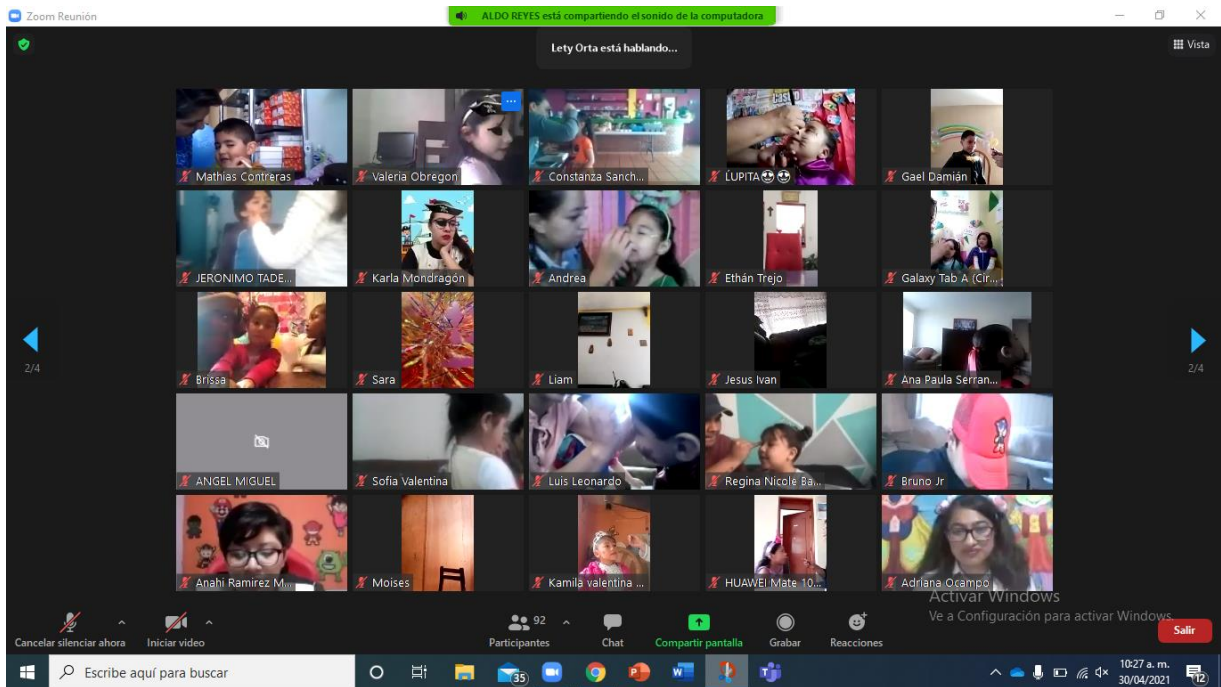 Zoom Reunión
ALDO REYES está compartiendo el sonido de la computadora
Lety Orta está hablando...
Vista
Mathias Contreras
Valeria Obregon
Constanza Sanch...
LUPITA😍😍
Gael Damián
JERONIMO TADE...
Karla Mondragón
Andrea
Ethán Trejo
Galaxy Tab A (Cir...
Brissa
Sara
Liam
Jesus Ivan
Ana Paula Serran...
2/4
2/4
ANGEL MIGUEL
Sofia Valentina
Luis Leonardo
Regina Nicole Ba...
Bruno Jr
Anahi Ramirez M...
Moises
Kamila valentina ...
HUAWEI Mate 10...
Adriana Ocampo
Activar Windows
Ve a Configuración para activar Windows.
92
Cancelar silenciar ahora
Iniciar video
Participantes
Chat
Compartir pantalla
Grabar
Reacciones
Salir
Escribe aquí para buscar
35
10:27 a. m.
30/04/2021
12